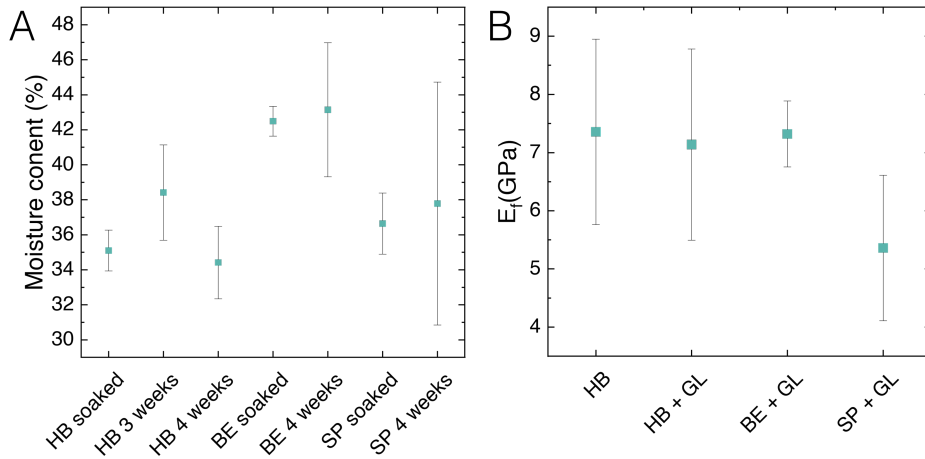 A
Moisture conent (%)
48
46
44
42
40
38
36
34
32
30
HB soaked
HB 3 weeks
HB 4 weeks
BE soaked
BE 4 weeks
SP soaked
SP 4 weeks
B
E_f(GPa)
9
8
7
6
5
4
HB
HB + GL
BE + GL
SP + GL